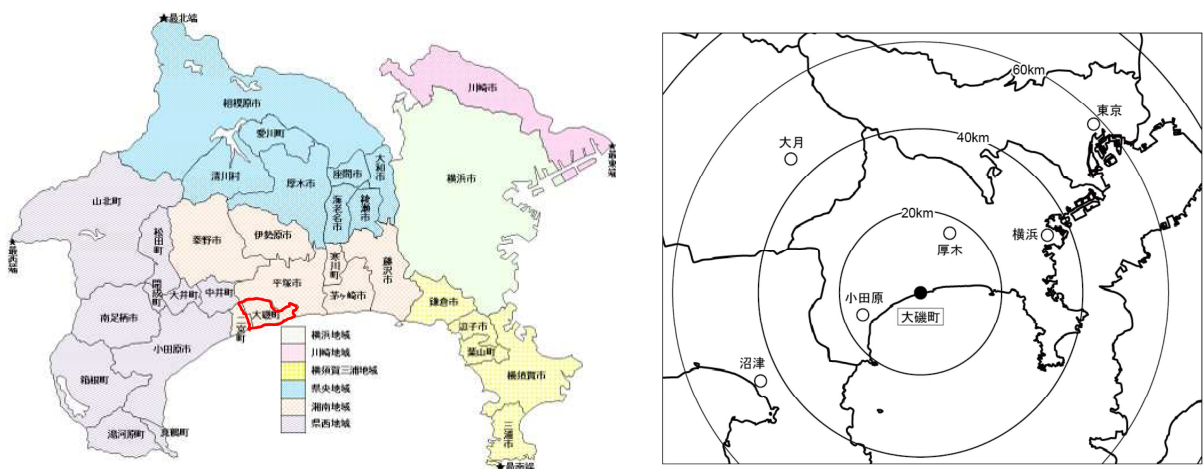 ★最北端
川崎市
相模原市
愛川町
★最東端
大和市
座間市
清川村
厚木市
横浜市
綾瀬市
海老名市
山北町
松田町
秦野市
伊勢原市
★最西端
寒川町
藤沢市
開成町
大井町
中井町
平塚市
茅ヶ崎市
鎌倉市
南足柄市
大磯町
二宮町
逗子市
小田原市
葉山町
箱根町
横須賀市
湯河原町
真鶴町
三浦市
★最南端
横浜地域
川崎地域
横須賀三浦地域
県央地域
湘南地域
県西地域
60km
東京
40km
大月
20km
横浜
厚木
小田原
大磯町
沼津